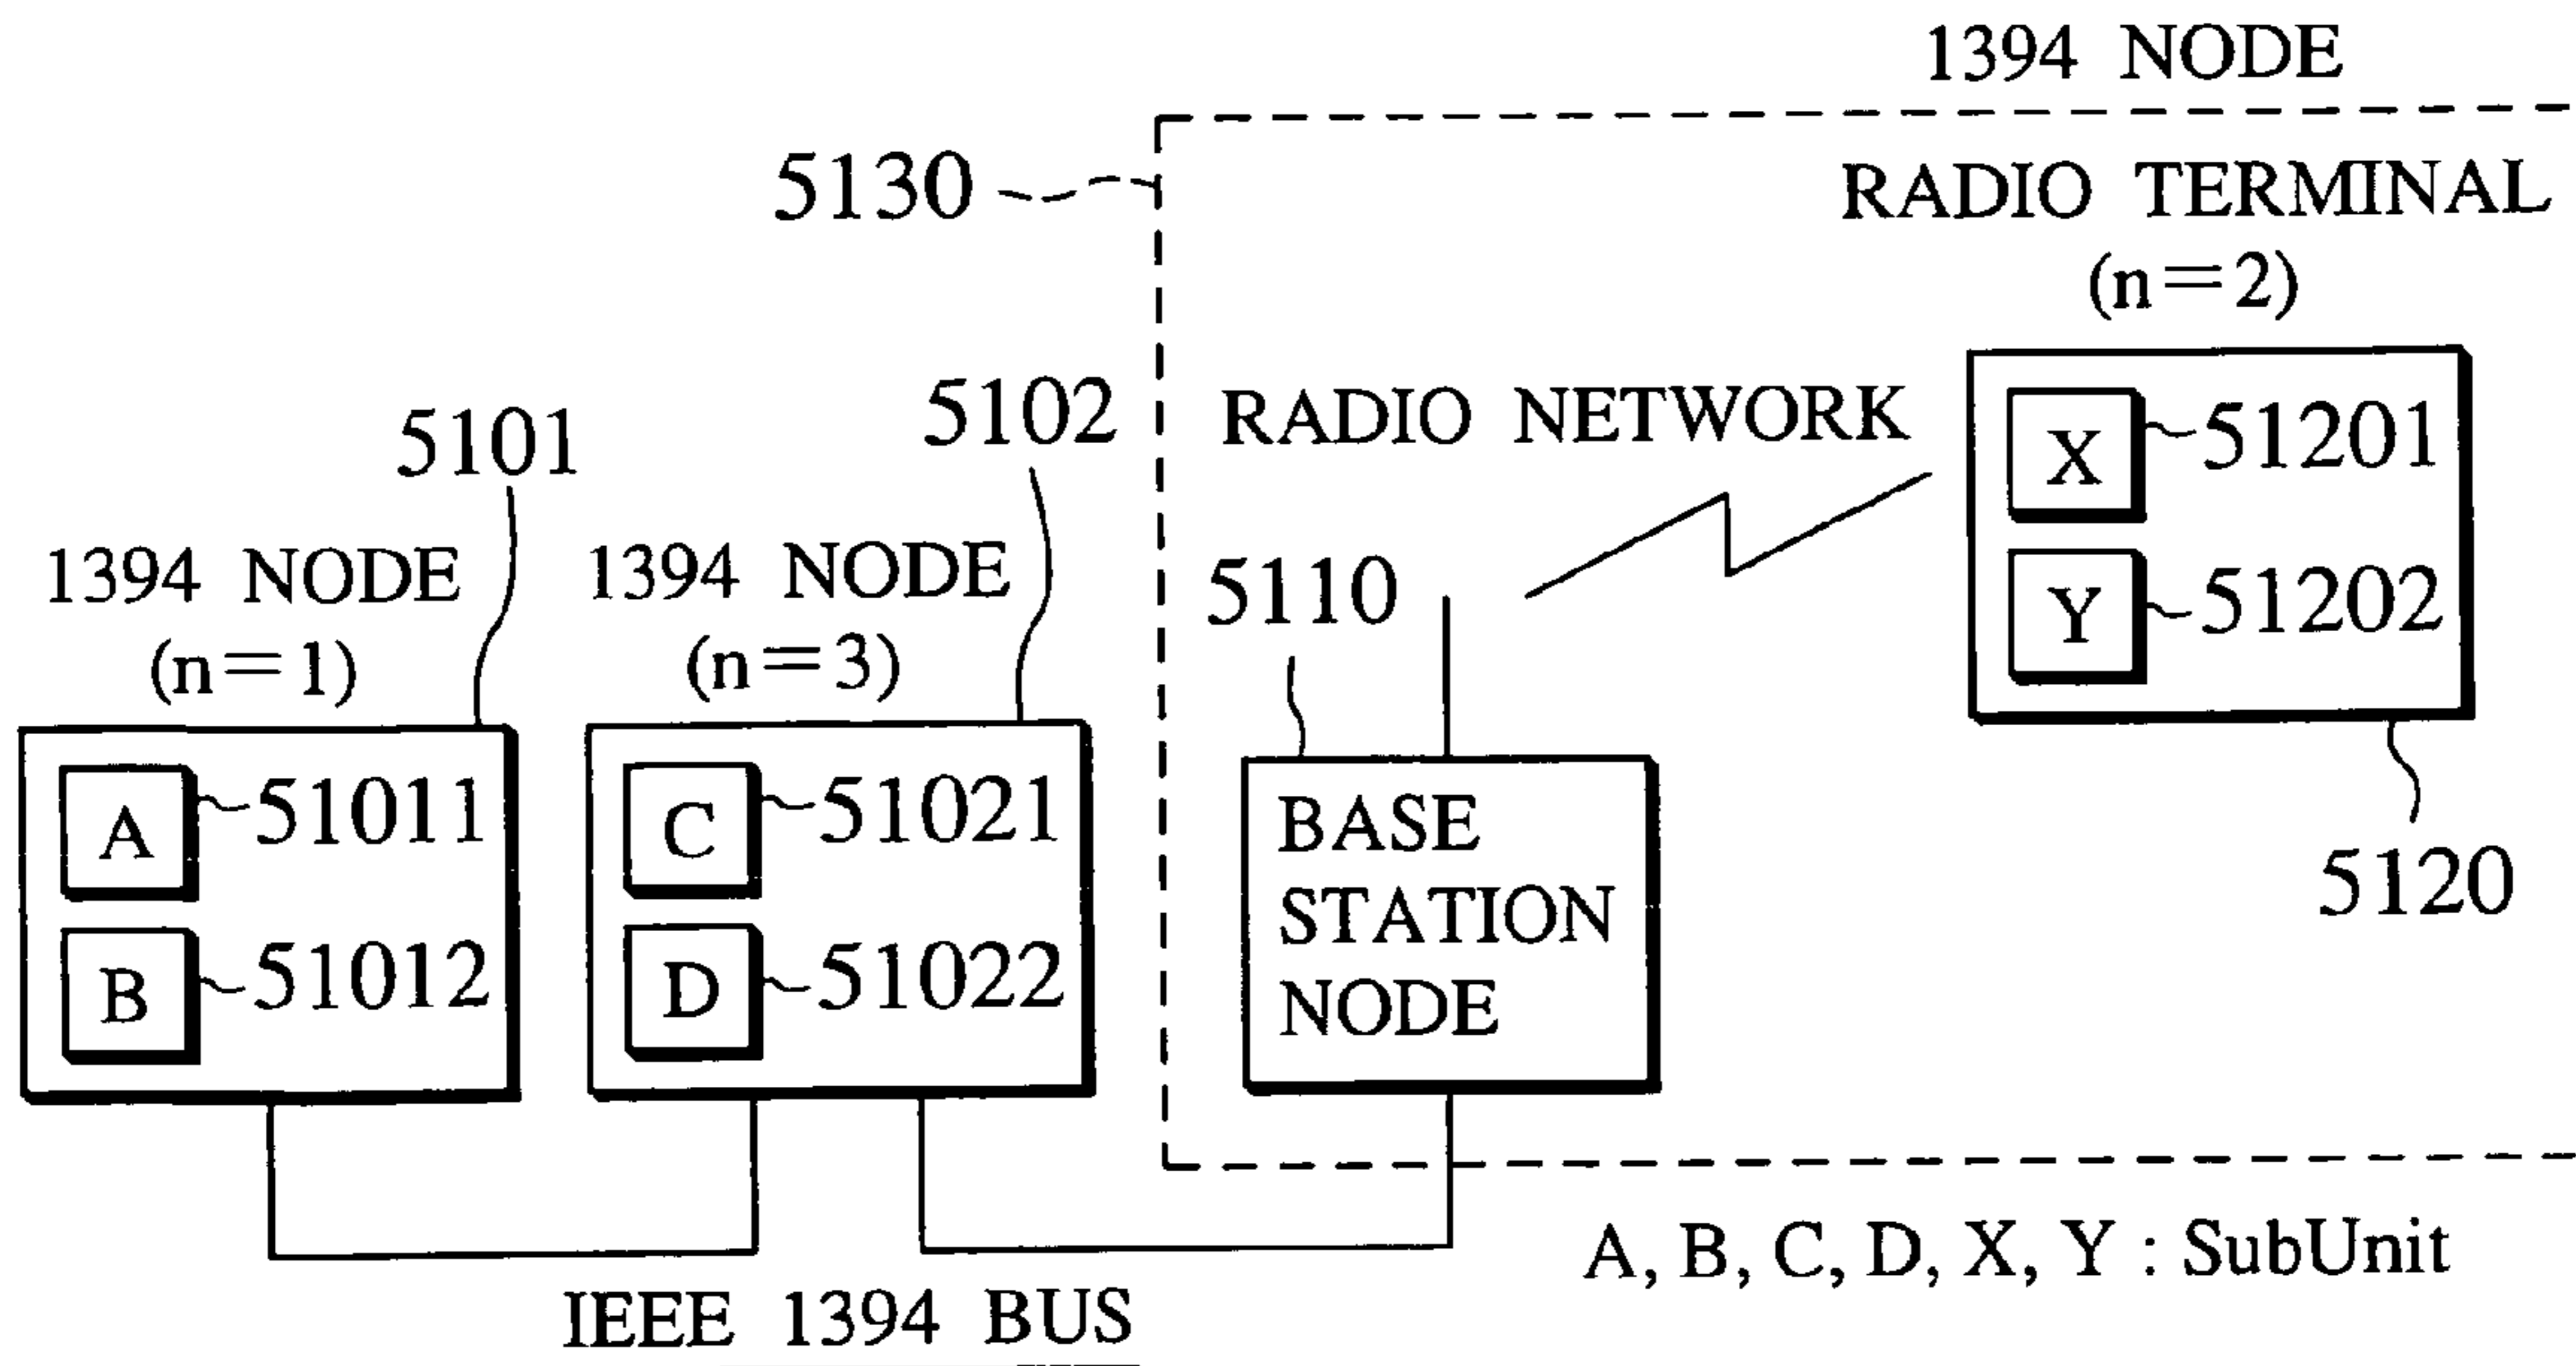 1394 NODE
5130
RADIO TERMINAL
(n=2)
5101
5102
RADIO NETWORK
X 51201
Y 51202
5120
1394 NODE
(n=1)
1394 NODE
(n=3)
5110
A 51011
B 51012
C 51021
D 51022
BASE
STATION
NODE
A, B, C, D, X, Y : SubUnit
IEEE 1394 BUS